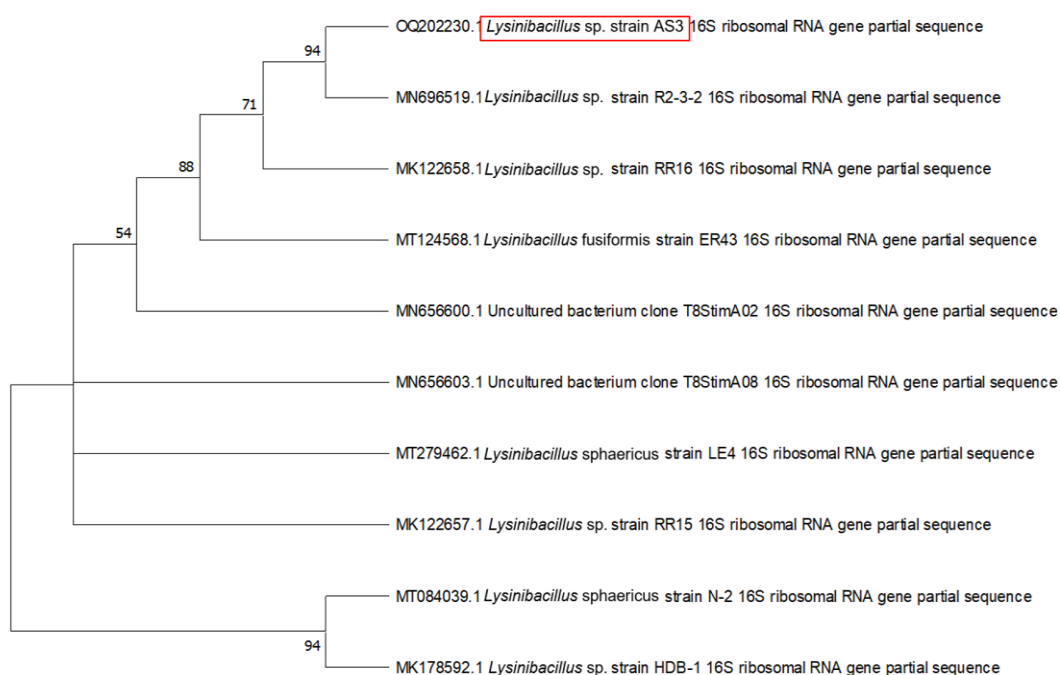 OQ202230.1 Lysinibacillus sp. strain AS3 16S ribosomal RNA gene partial sequence
94
MN696519.1 Lysinibacillus sp. strain R2-3-2 16S ribosomal RNA gene partial sequence
71
MK122658.1 Lysinibacillus sp. strain RR16 16S ribosomal RNA gene partial sequence
88
MT124568.1 Lysinibacillus fusiformis strain ER43 16S ribosomal RNA gene partial sequence
54
MN656600.1 Uncultured bacterium clone T8StimA02 16S ribosomal RNA gene partial sequence
MN656603.1 Uncultured bacterium clone T8StimA08 16S ribosomal RNA gene partial sequence
MT279462.1 Lysinibacillus sphaericus strain LE4 16S ribosomal RNA gene partial sequence
MK122657.1 Lysinibacillus sp. strain RR15 16S ribosomal RNA gene partial sequence
MT084039.1 Lysinibacillus sphaericus strain N-2 16S ribosomal RNA gene partial sequence
94
MK178592.1 Lysinibacillus sp. strain HDB-1 16S ribosomal RNA gene partial sequence